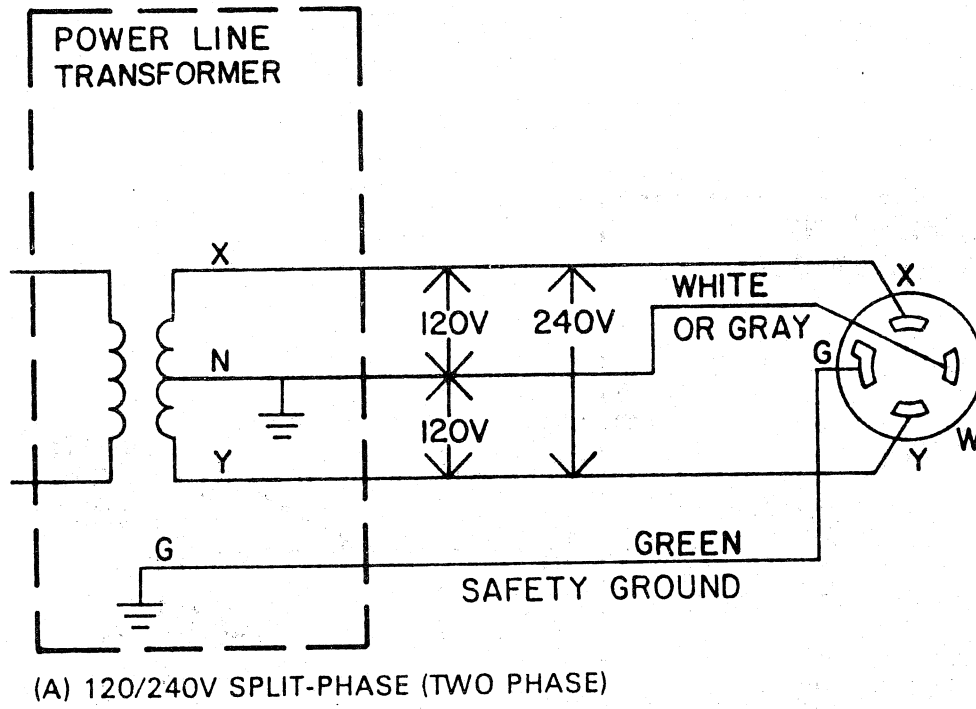 POWER LINE
TRANSFORMER
X
N
Y
G
120V
240V
120V
WHITE
OR GRAY
X
G
W
Y
GREEN
SAFETY GROUND
(A) 120/240V SPLIT-PHASE (TWO PHASE)